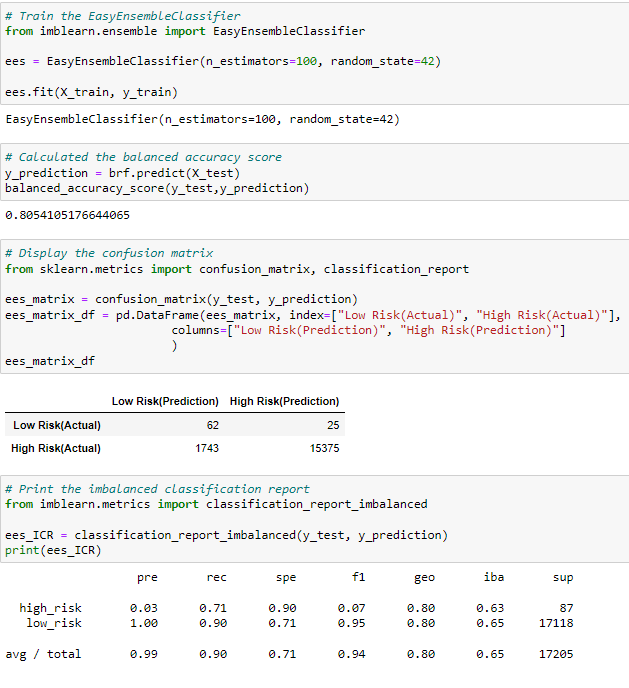 # Train the EasyEnsembleClassifier
from imblearn.ensemble import EasyEnsembleClassifier
ees = EasyEnsembleClassifier(n_estimators=100, random_state=42)
ees.fit(X_train, y_train)
EasyEnsembleClassifier(n_estimators=100, random_state=42)
# Calculated the balanced accuracy score
y_prediction = brf.predict(X_test)
balanced_accuracy_score(y_test,y_prediction)
0.8054105176644065
# Display the confusion matrix
from sklearn.metrics import confusion_matrix, classification_report
ees_matrix = confusion_matrix(y_test, y_prediction)
ees_matrix_df = pd.DataFrame(ees_matrix, index=["Low Risk(Actual)", "High Risk(Actual)"],
columns=["Low Risk(Prediction)", "High Risk(Prediction)"]
)
ees_matrix_df
Low Risk(Prediction) High Risk(Prediction)
Low Risk(Actual) 62 25
High Risk(Actual) 1743 15375
# Print the imbalanced classification report
from imblearn.metrics import classification_report_imbalanced
ees_ICR = classification_report_imbalanced(y_test, y_prediction)
print(ees_ICR)
pre rec spe f1 geo iba sup
high_risk 0.03 0.71 0.90 0.07 0.80 0.63 87
low_risk 1.00 0.90 0.71 0.95 0.80 0.65 17118
avg / total 0.99 0.90 0.71 0.94 0.80 0.65 17205